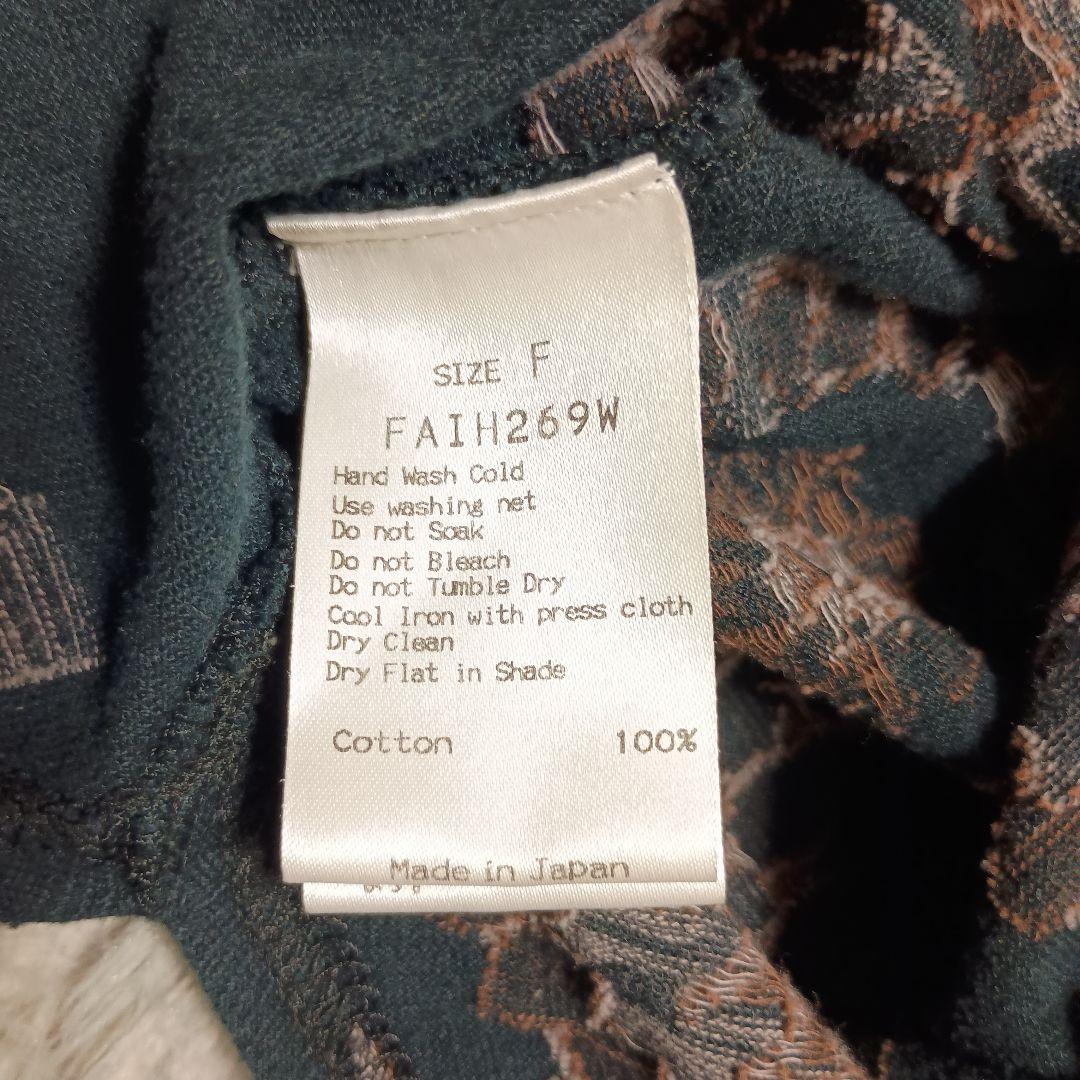 SIZE F
FAIH269W
Hand Wash Cold
Use washing net
Do not Soak
Do not Bleach
Do not Tumble Dry
Cool Iron with press cloth
Dry Clean
Dry Flat in Shade
Cotton 100%
Made in Japan